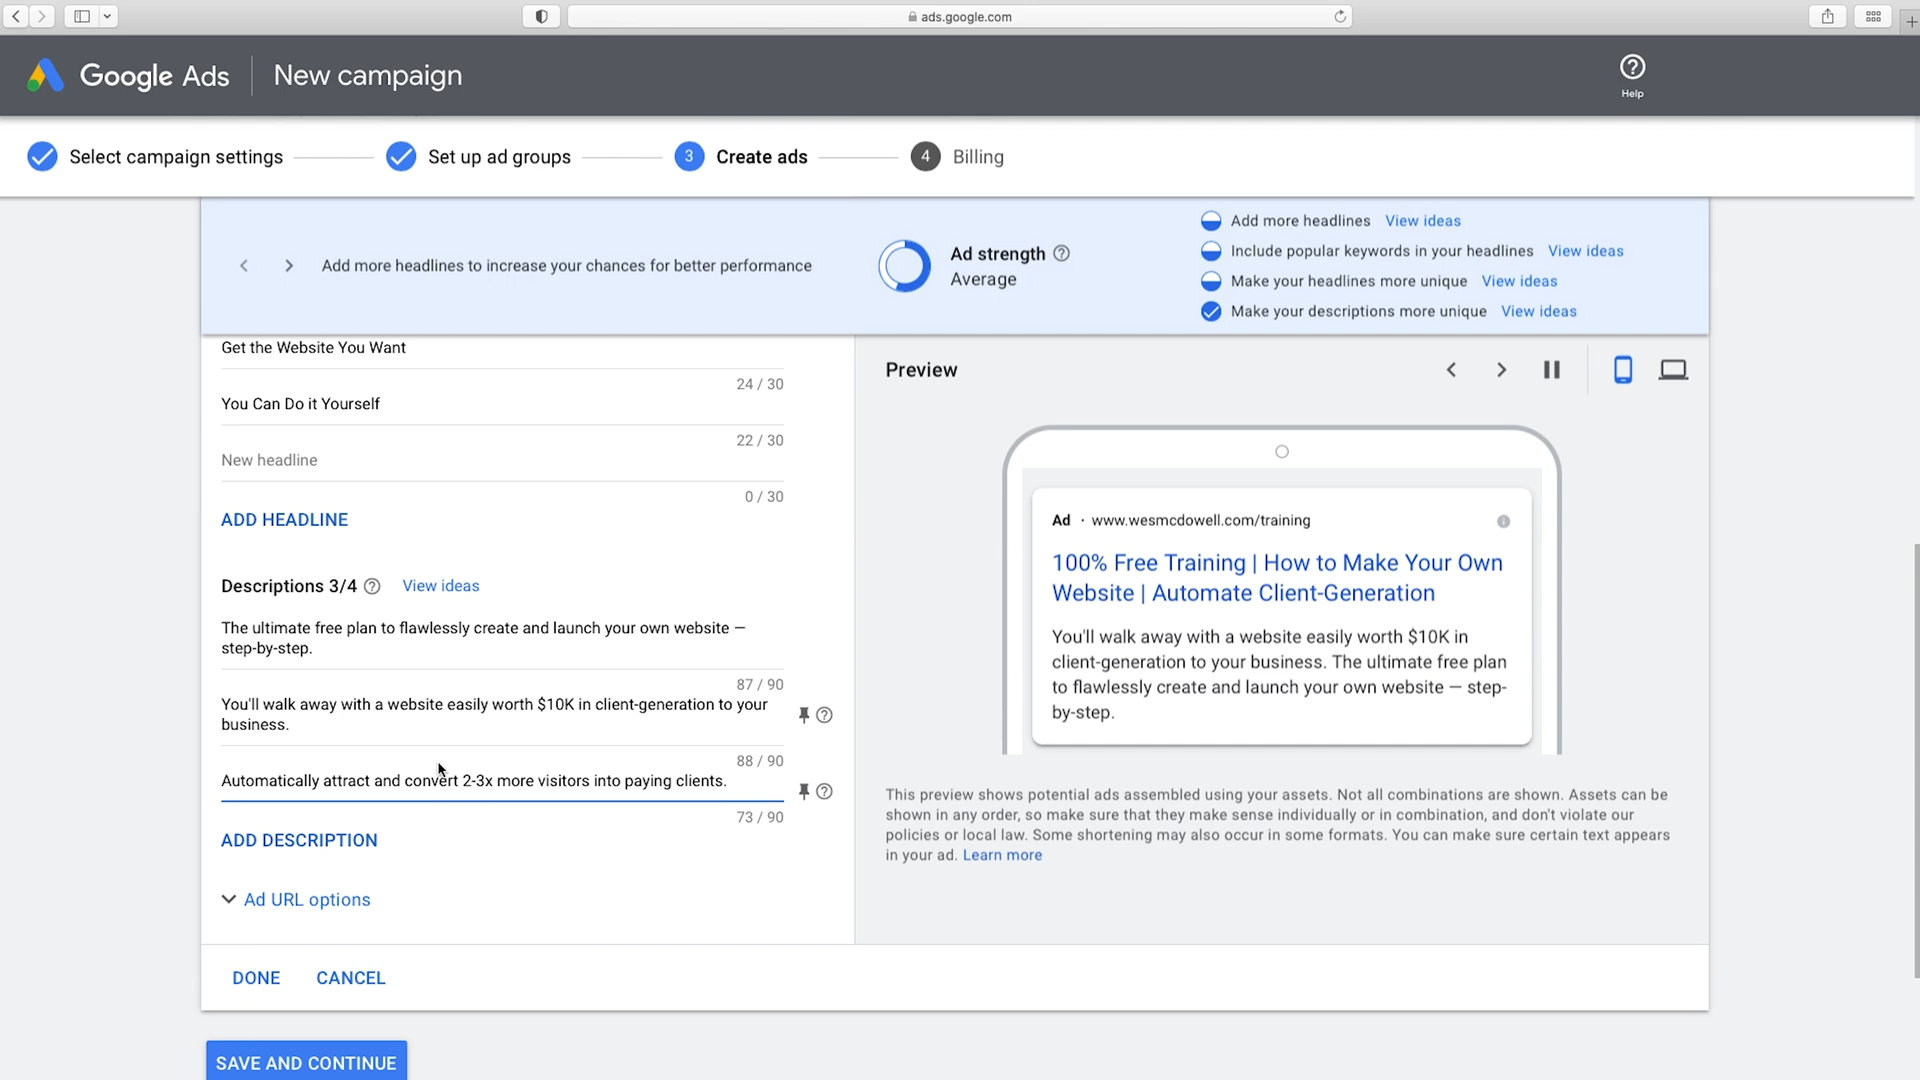 ads.google.com
Google Ads
New campaign
Help
Select campaign settings
Set up ad groups
3
Create ads
4
Billing
Add more headlines to increase your chances for better performance
Ad strength
Average
Add more headlines View ideas
Include popular keywords in your headlines View ideas
Make your headlines more unique View ideas
Make your descriptions more unique View ideas
Get the Website You Want
24 / 30
You Can Do it Yourself
22 / 30
New headline
0 / 30
ADD HEADLINE
Descriptions 3/4 View ideas
The ultimate free plan to flawlessly create and launch your own website —
step-by-step.
87 / 90
You'll walk away with a website easily worth $10K in client-generation to your
business.
88 / 90
Automatically attract and convert 2-3x more visitors into paying clients.
73 / 90
ADD DESCRIPTION
Ad URL options
DONE
CANCEL
SAVE AND CONTINUE
Preview
Ad · www.wesmcdowell.com/training
100% Free Training | How to Make Your Own
Website | Automate Client-Generation
You'll walk away with a website easily worth $10K in
client-generation to your business. The ultimate free plan
to flawlessly create and launch your own website — step-
by-step.
This preview shows potential ads assembled using your assets. Not all combinations are shown. Assets can be
shown in any order, so make sure that they make sense individually or in combination, and don't violate our
policies or local law. Some shortening may also occur in some formats. You can make sure certain text appears
in your ad. Learn more